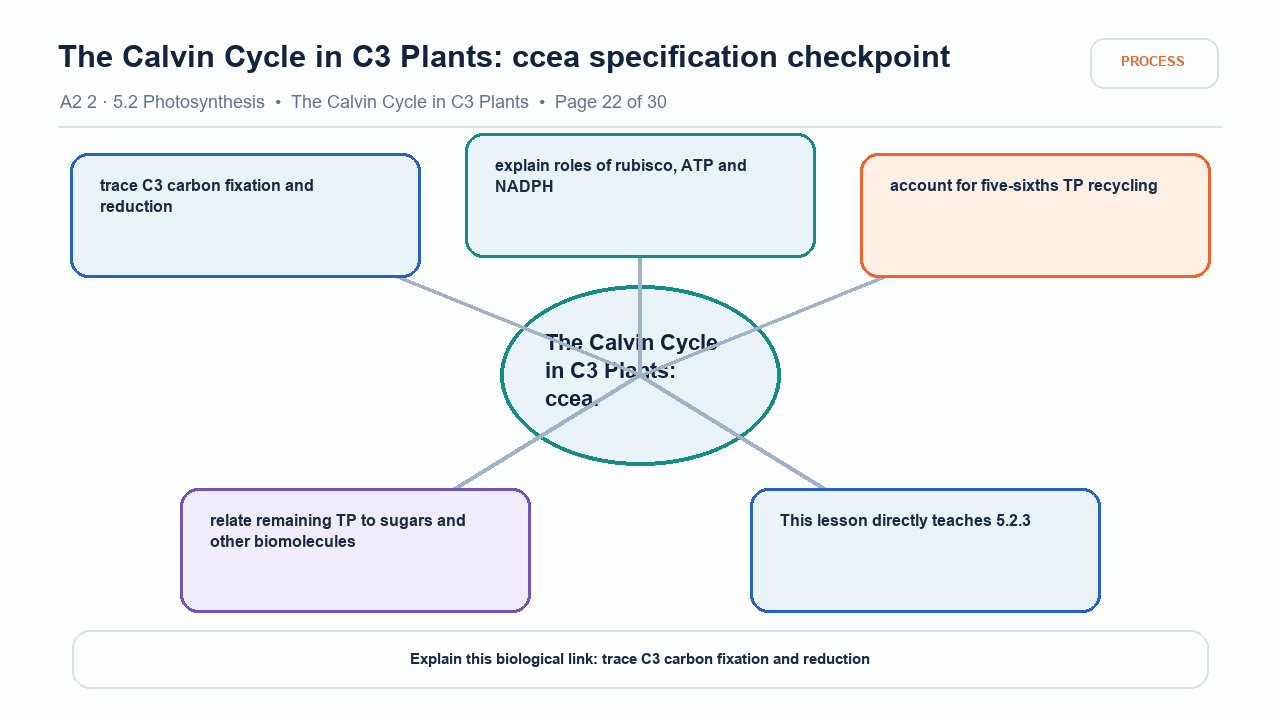 The Calvin Cycle in C3 Plants: ccea specification checkpoint
PROCESS
A2 2 · 5.2 Photosynthesis • The Calvin Cycle in C3 Plants • Page 22 of 30
trace C3 carbon fixation and
reduction
explain roles of rubisco, ATP and
NADPH
account for five-sixths TP recycling
The Calvin Cycle
in C3 Plants:
ccea.
relate remaining TP to sugars and
other biomolecules
This lesson directly teaches 5.2.3
Explain this biological link: trace C3 carbon fixation and reduction